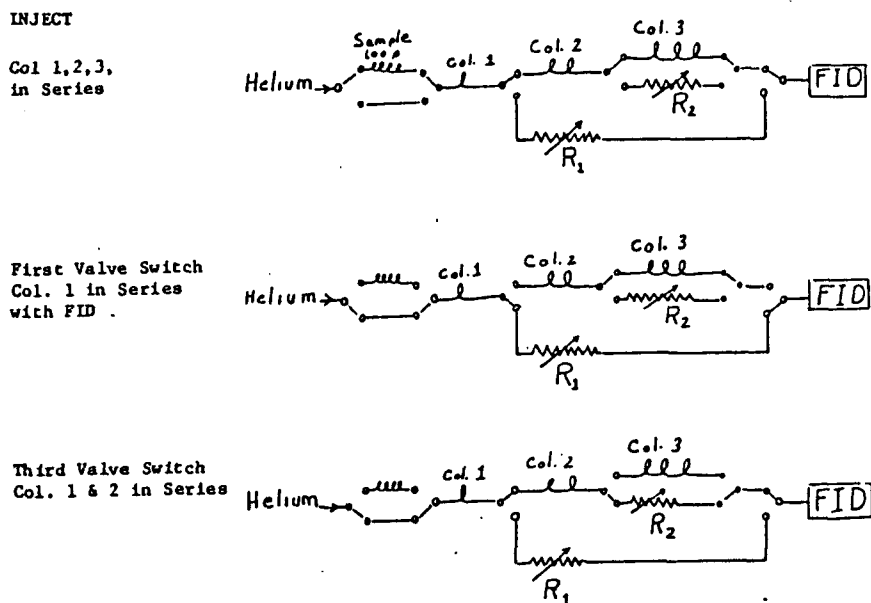 INJECT
Col 1,2,3,
in Series
Sample
Loop
Helium
Col. 1
Col. 2
Col. 3
R2
R1
FID
First Valve Switch
Col. 1 in Series
with FID .
Helium
Col. 1
Col. 2
Col. 3
R2
R1
FID
Third Valve Switch
Col. 1 & 2 in Series
Helium
Col. 1
Col. 2
Col. 3
R2
R1
FID